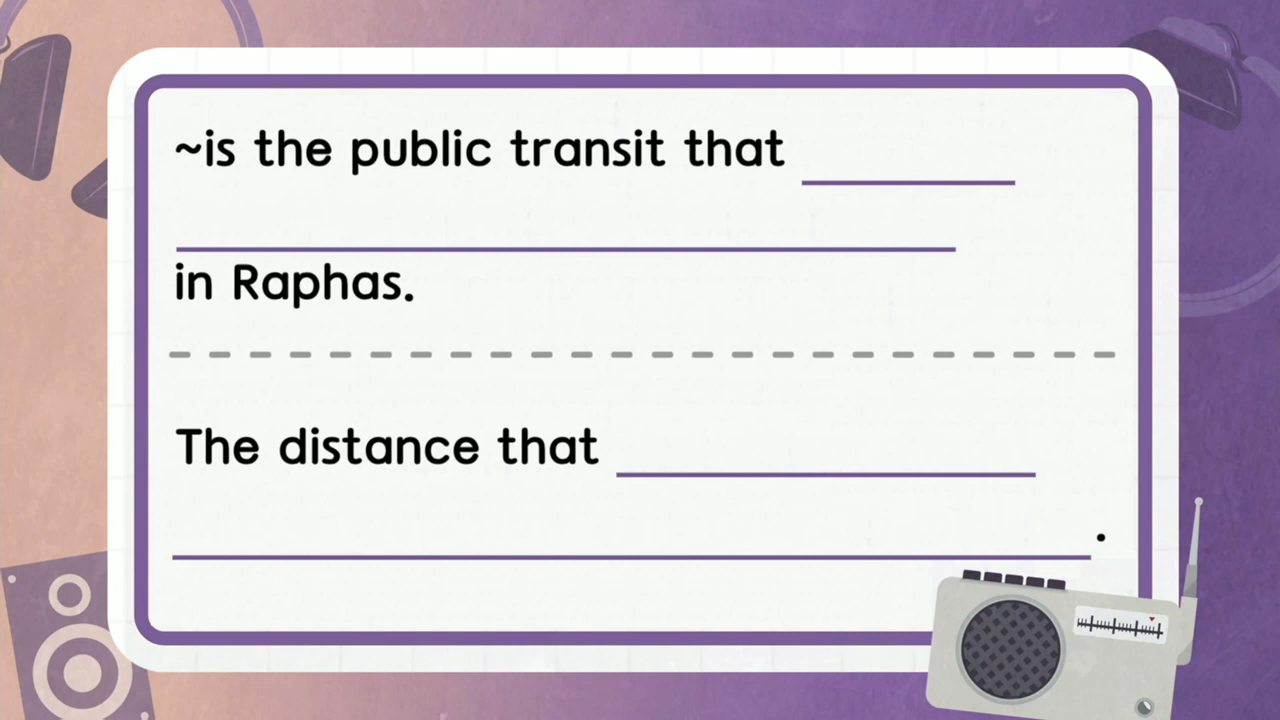 ~is the public transit that
in Raphas.
The distance that
.